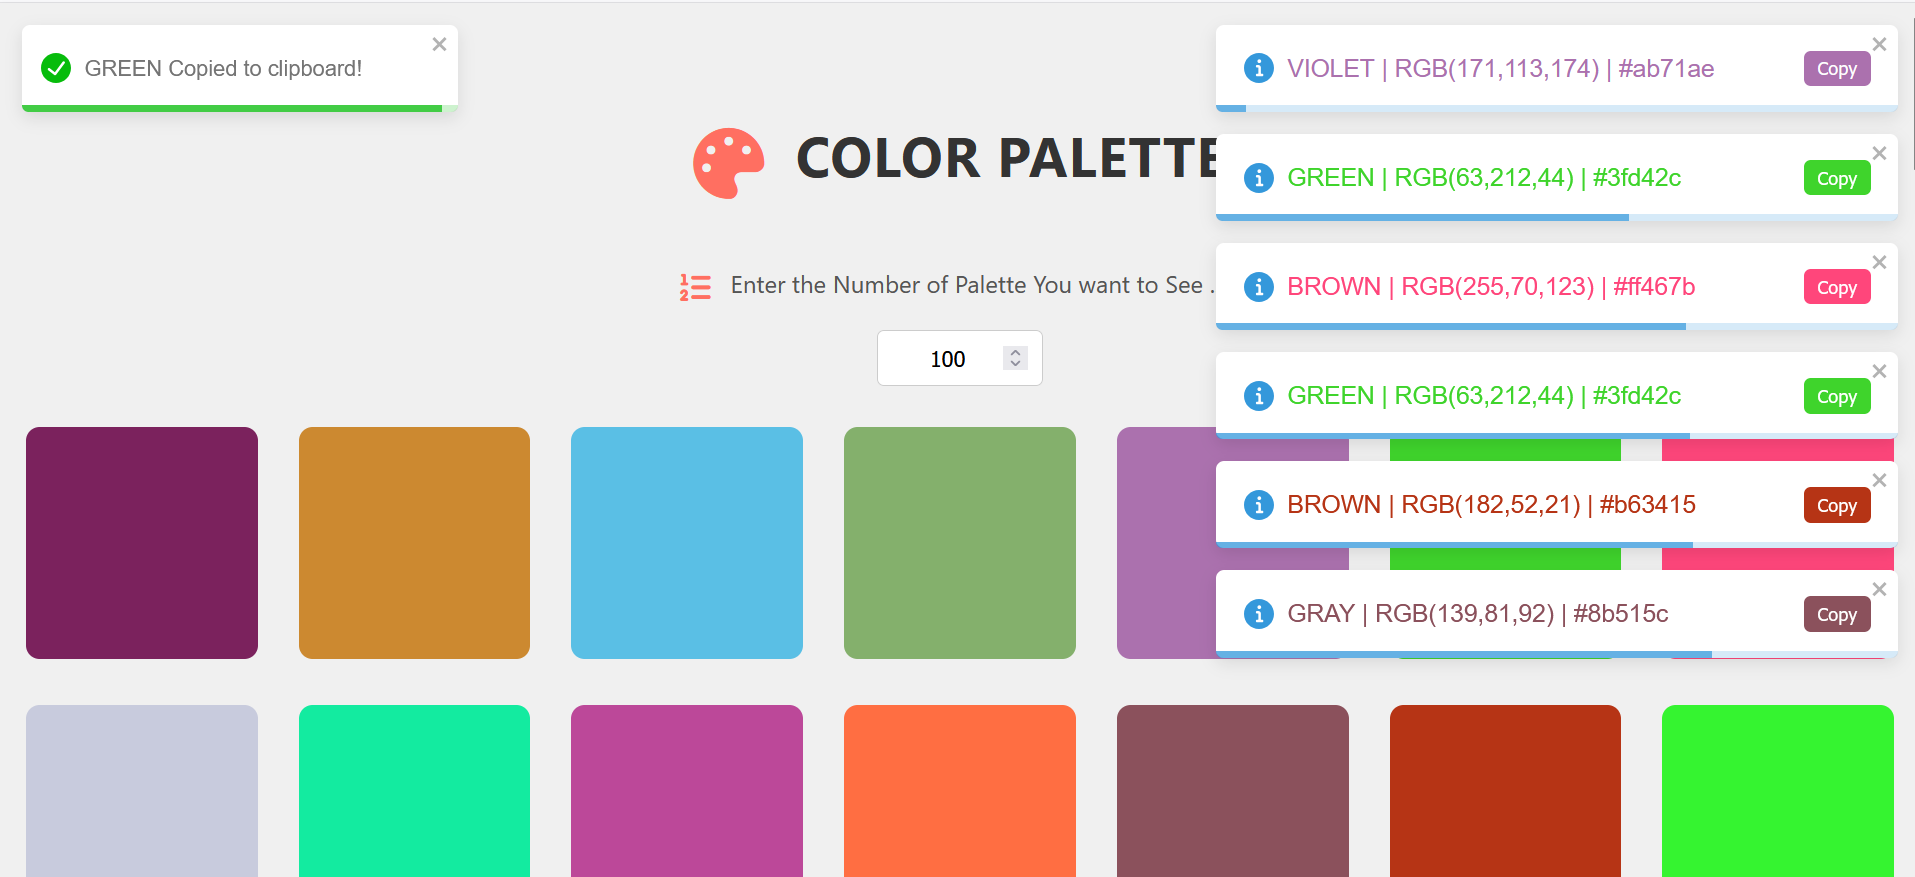 GREEN Copied to clipboard!
COLOR PALETTE
1
2
Enter the Number of Palette You want to See .
100
VIOLET | RGB(171,113,174) | #ab71ae
Copy
GREEN | RGB(63,212,44) | #3fd42c
Copy
BROWN | RGB(255,70,123) | #ff467b
Copy
GREEN | RGB(63,212,44) | #3fd42c
Copy
BROWN | RGB(182,52,21) | #b63415
Copy
GRAY | RGB(139,81,92) | #8b515c
Copy